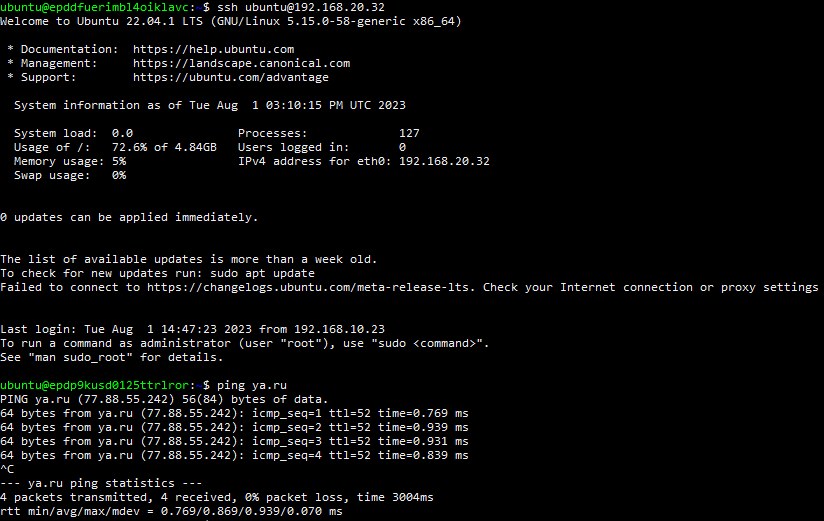 ubuntu@epddfuerimbl4oiklavc:~$ ssh ubuntu@192.168.20.32
Welcome to Ubuntu 22.04.1 LTS (GNU/Linux 5.15.0-58-generic x86_64)
* Documentation:  https://help.ubuntu.com
* Management:     https://landscape.canonical.com
* Support:        https://ubuntu.com/advantage
System information as of Tue Aug  1 03:10:15 PM UTC 2023
System load:  0.0               Processes:             127
Usage of /:   72.6% of 4.84GB   Users logged in:       0
Memory usage: 5%                IPv4 address for eth0: 192.168.20.32
Swap usage:   0%
0 updates can be applied immediately.
The list of available updates is more than a week old.
To check for new updates run: sudo apt update
Failed to connect to https://changelogs.ubuntu.com/meta-release-lts. Check your Internet connection or proxy settings
Last login: Tue Aug  1 14:47:23 2023 from 192.168.10.23
To run a command as administrator (user "root"), use "sudo <command>".
See "man sudo_root" for details.
ubuntu@epdp9kusd0125ttrlror:~$ ping ya.ru
PING ya.ru (77.88.55.242) 56(84) bytes of data.
64 bytes from ya.ru (77.88.55.242): icmp_seq=1 ttl=52 time=0.769 ms
64 bytes from ya.ru (77.88.55.242): icmp_seq=2 ttl=52 time=0.939 ms
64 bytes from ya.ru (77.88.55.242): icmp_seq=3 ttl=52 time=0.931 ms
64 bytes from ya.ru (77.88.55.242): icmp_seq=4 ttl=52 time=0.839 ms
^C
--- ya.ru ping statistics ---
4 packets transmitted, 4 received, 0% packet loss, time 3004ms
rtt min/avg/max/mdev = 0.769/0.869/0.939/0.070 ms